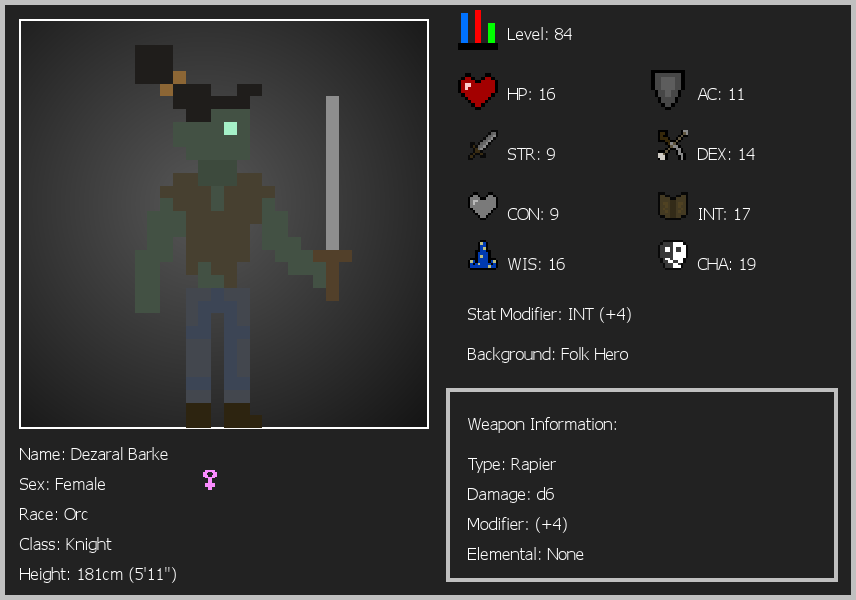 Level: 84
HP: 16
AC: 11
STR: 9
DEX: 14
CON: 9
INT: 17
WIS: 16
CHA: 19
Stat Modifier: INT (+4)
Background: Folk Hero
Weapon Information:
Type: Rapier
Damage: d6
Modifier: (+4)
Elemental: None
Name: Dezaral Barke
Sex: Female
Race: Orc
Class: Knight
Height: 181cm (5'11")